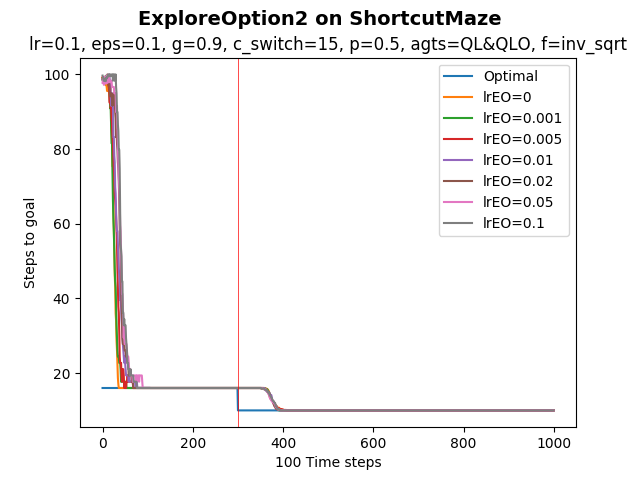 ExploreOption2 on ShortcutMaze
lr=0.1, eps=0.1, g=0.9, c_switch=15, p=0.5, agts=QL&QLO, f=inv_sqrt
100
80
60
40
20
Steps to goal
Optimal
lrEO=0
lrEO=0.001
lrEO=0.005
lrEO=0.01
lrEO=0.02
lrEO=0.05
lrEO=0.1
0 200 400 600 800 1000
100 Time steps